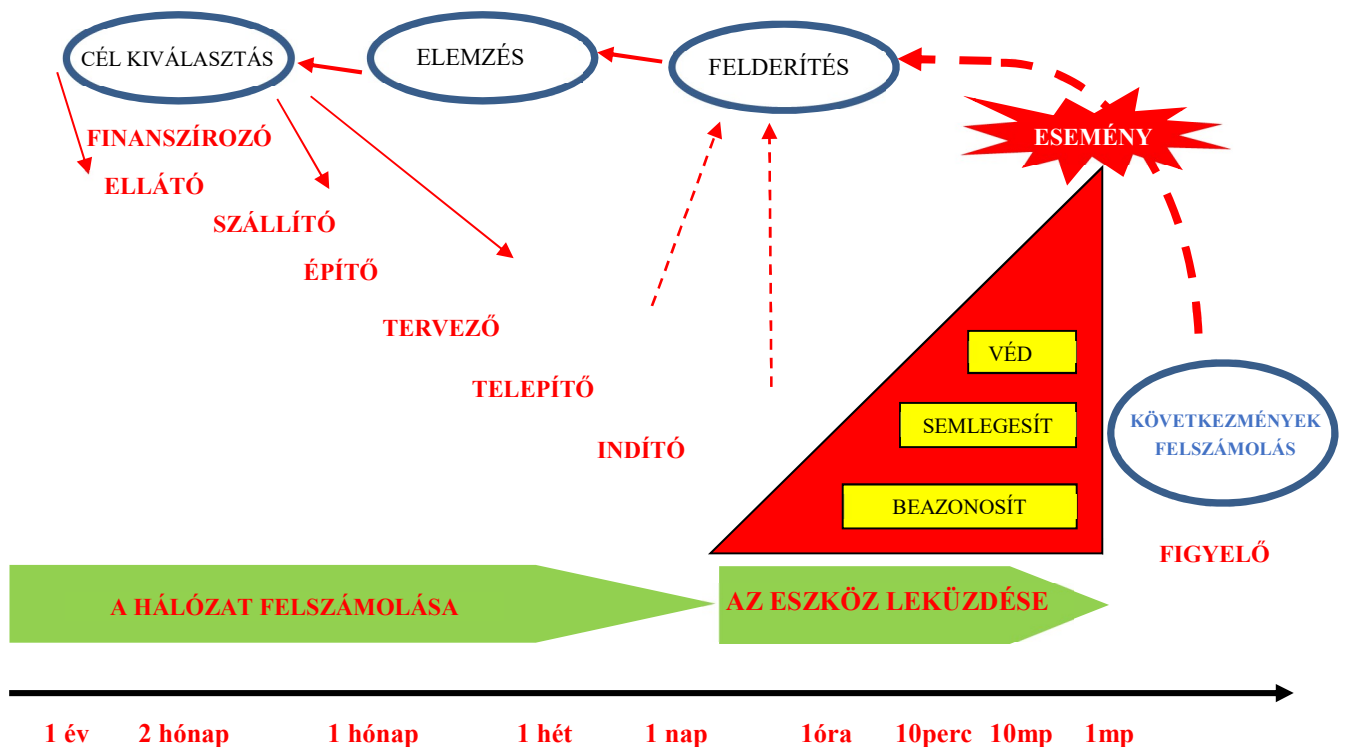 CÉL KIVÁLASZTÁS
ELEMZÉS
FELDERÍTÉS
ESEMÉNY
FINANSZÍROZÓ
ELLÁTÓ
SZÁLLÍTÓ
ÉPÍTŐ
TERVEZŐ
TELEPÍTŐ
INDÍTÓ
VÉD
SEMLEGESÍT
BEAZONOSÍT
KÖVETKEZMÉNYEK
FELSZÁMOLÁS
FIGYELŐ
A HÁLÓZAT FELSZÁMOLÁSA
AZ ESZKÖZ LEKÜZDÉSE
1 év 2 hónap 1 hónap 1 hét 1 nap 1óra 10perc 10mp 1mp